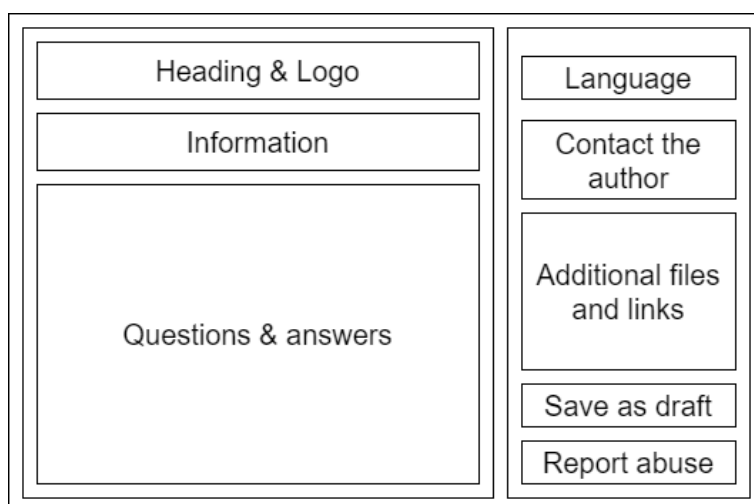 Heading & Logo
Information
Questions & answers
Language
Contact the
author
Additional files
and links
Save as draft
Report abuse